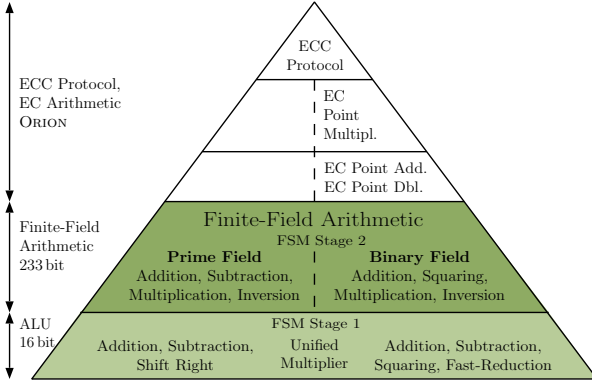 ECC
Protocol
ECC Protocol,
EC Arithmetic
ORION
EC
Point
Multipl.
EC Point Add.
EC Point Dbl.
Finite-Field
Arithmetic
233 bit
Finite-Field Arithmetic
FSM Stage 2
Prime Field
Addition, Subtraction,
Multiplication, Inversion
Binary Field
Addition, Squaring,
Multiplication, Inversion
ALU
16 bit
FSM Stage 1
Addition, Subtraction,
Shift Right
Unified
Multiplier
Addition, Subtraction,
Squaring, Fast-Reduction